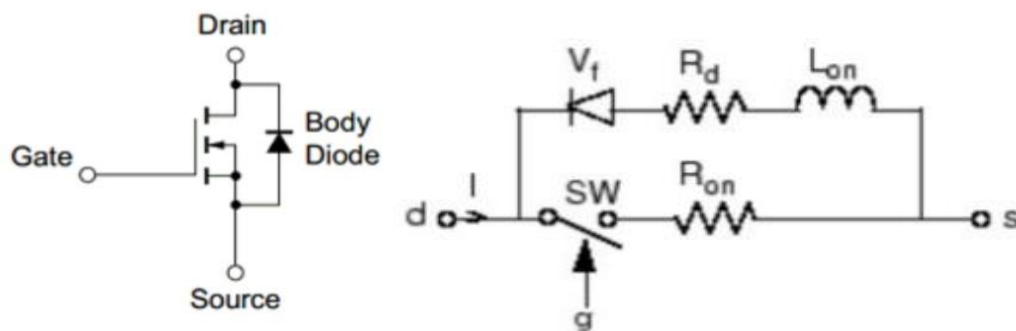 Drain
Gate
Body
Diode
Source
Vf
Rd
Lon
d
I
SW
Ron
s
g